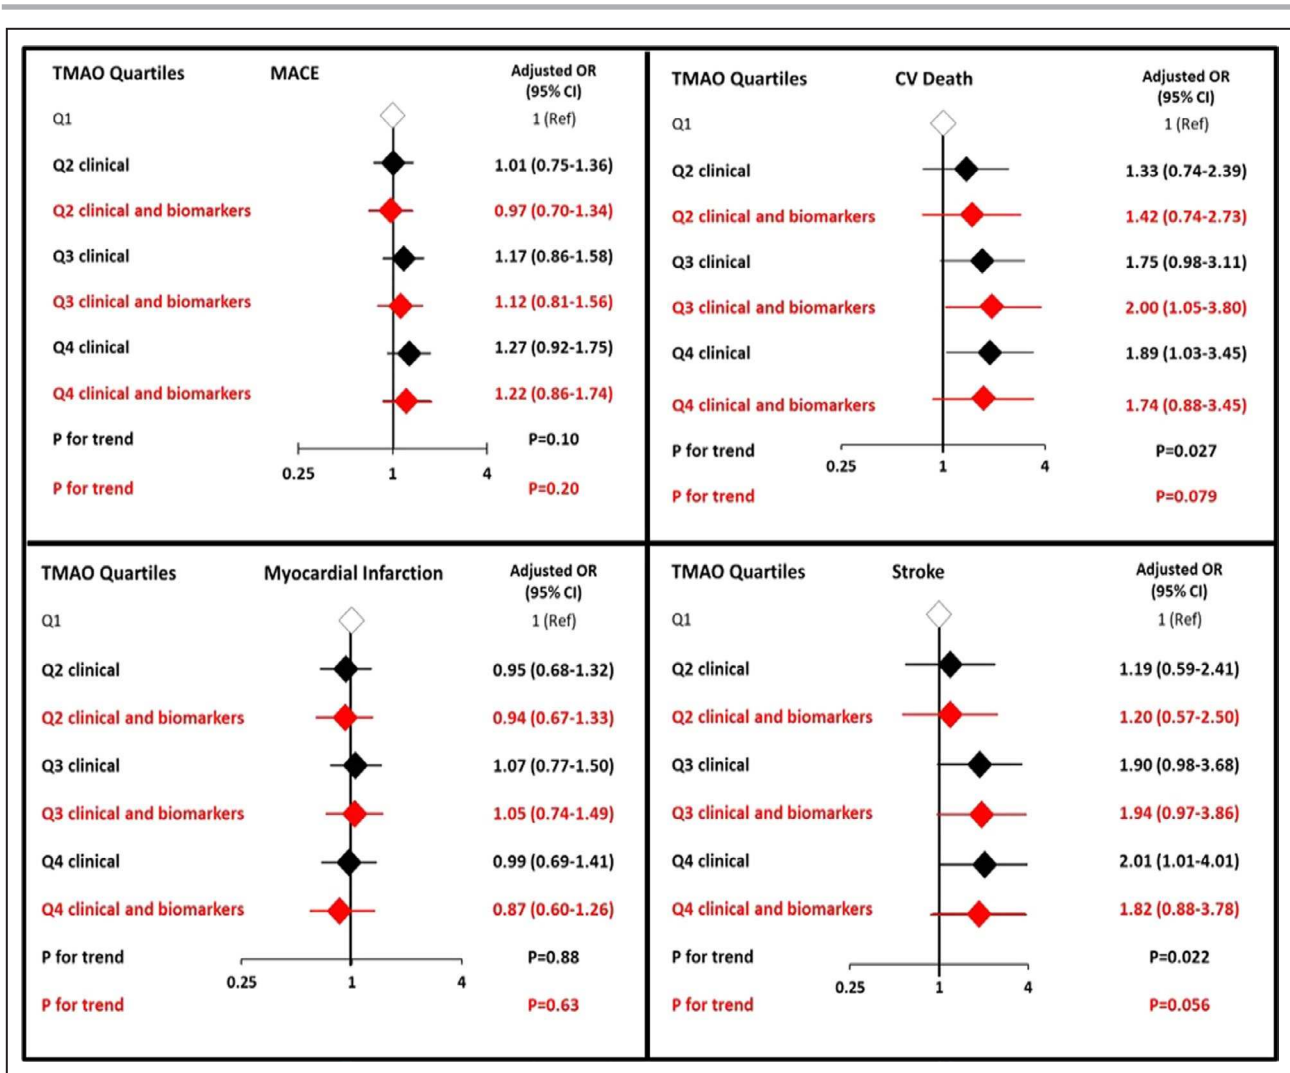 TMAO Quartiles MACE Adjusted OR
(95% CI)
Q1 1 (Ref)
Q2 clinical 1.01 (0.75-1.36)
Q2 clinical and biomarkers 0.97 (0.70-1.34)
Q3 clinical 1.17 (0.86-1.58)
Q3 clinical and biomarkers 1.12 (0.81-1.56)
Q4 clinical 1.27 (0.92-1.75)
Q4 clinical and biomarkers 1.22 (0.86-1.74)
P for trend P=0.10
0.25 1 4
P for trend P=0.20
TMAO Quartiles CV Death Adjusted OR
(95% CI)
Q1 1 (Ref)
Q2 clinical 1.33 (0.74-2.39)
Q2 clinical and biomarkers 1.42 (0.74-2.73)
Q3 clinical 1.75 (0.98-3.11)
Q3 clinical and biomarkers 2.00 (1.05-3.80)
Q4 clinical 1.89 (1.03-3.45)
Q4 clinical and biomarkers 1.74 (0.88-3.45)
P for trend P=0.027
0.25 1 4
P for trend P=0.079
TMAO Quartiles Myocardial Infarction Adjusted OR
(95% CI)
Q1 1 (Ref)
Q2 clinical 0.95 (0.68-1.32)
Q2 clinical and biomarkers 0.94 (0.67-1.33)
Q3 clinical 1.07 (0.77-1.50)
Q3 clinical and biomarkers 1.05 (0.74-1.49)
Q4 clinical 0.99 (0.69-1.41)
Q4 clinical and biomarkers 0.87 (0.60-1.26)
P for trend P=0.88
0.25 1 4
P for trend P=0.63
TMAO Quartiles Stroke Adjusted OR
(95% CI)
Q1 1 (Ref)
Q2 clinical 1.19 (0.59-2.41)
Q2 clinical and biomarkers 1.20 (0.57-2.50)
Q3 clinical 1.90 (0.98-3.68)
Q3 clinical and biomarkers 1.94 (0.97-3.86)
Q4 clinical 2.01 (1.01-4.01)
Q4 clinical and biomarkers 1.82 (0.88-3.78)
P for trend P=0.022
0.25 1 4
P for trend P=0.056